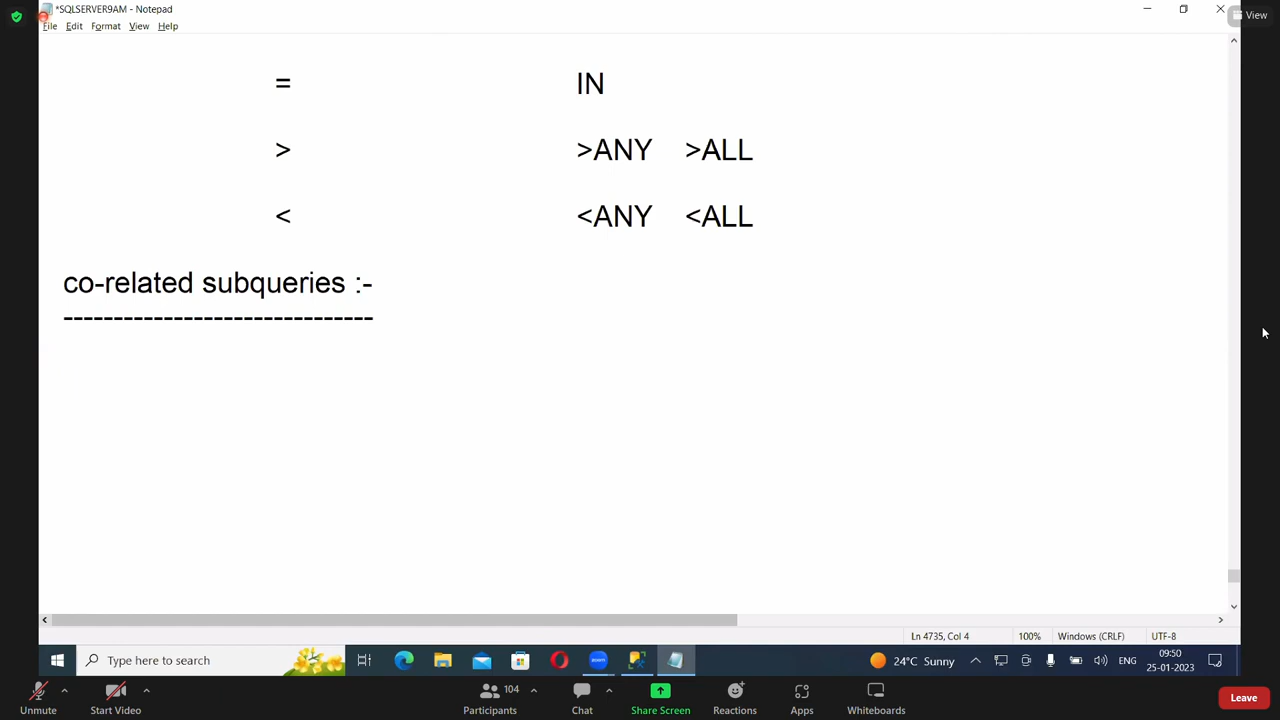 *SQLSERVER9AM - Notepad
View
File Edit Format View Help
= IN
> >ANY >ALL
< <ANY <ALL
co-related subqueries :-
-------------------------------
Ln 4735, Col 4 100% Windows (CRLF) UTF-8
Type here to search
zoom
24°C Sunny
ENG
09:50
25-01-2023
104
Unmute Start Video Participants Chat Share Screen Reactions Apps Whiteboards Leave